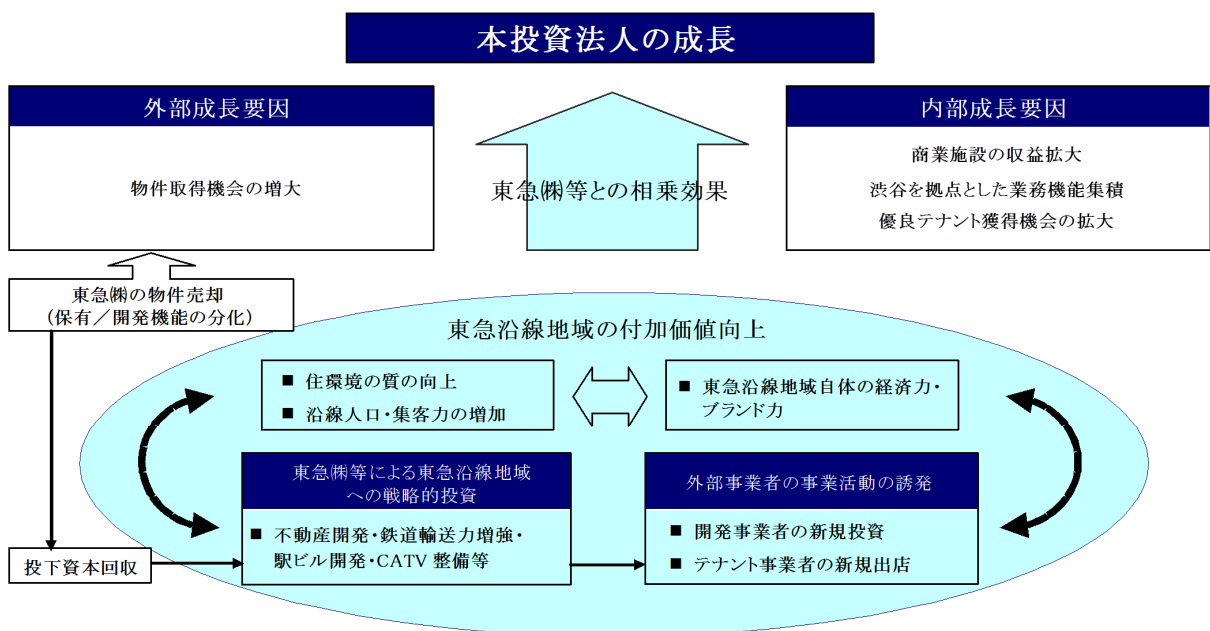 本投資法人の成長
外部成長要因
物件取得機会の増大
東急㈱等との相乗効果
内部成長要因
商業施設の収益拡大
渋谷を拠点とした業務機能集積
優良テナント獲得機会の拡大
東急㈱の物件売却
（保有／開発機能の分化）
東急沿線地域の付加価値向上
■ 住環境の質の向上
■ 沿線人口・集客力の増加
■ 東急沿線地域自体の経済力・
ブランド力
東急㈱等による東急沿線地域
への戦略的投資
■ 不動産開発・鉄道輸送力増強・
駅ビル開発・CATV 整備等
外部事業者の事業活動の誘発
■ 開発事業者の新規投資
■ テナント事業者の新規出店
投下資本回収